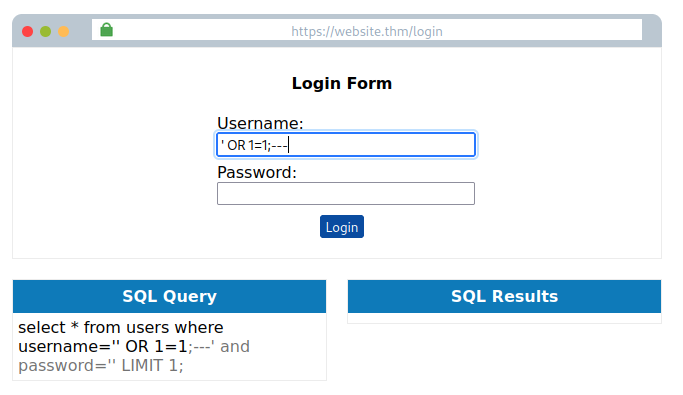 https://website.thm/login
Login Form
Username:
' OR 1=1;---
Password:
Login
SQL Query
select * from users where
username='' OR 1=1;---' and
password='' LIMIT 1;
SQL Results